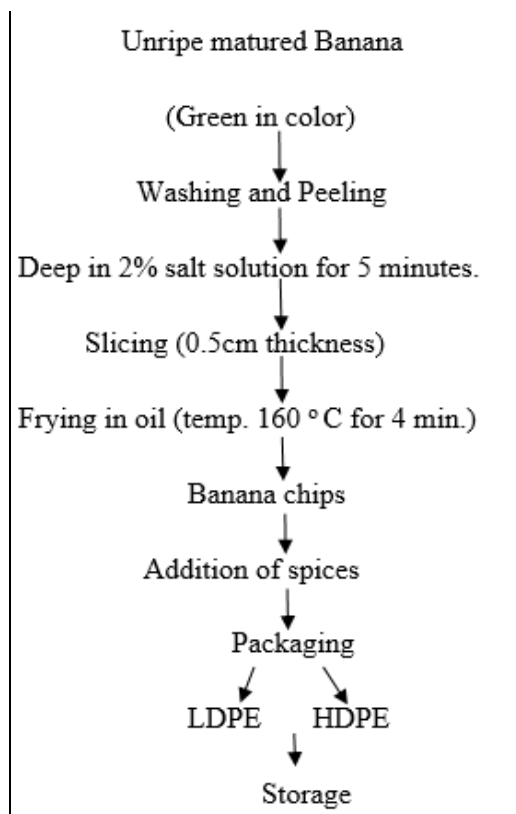 Unripe matured Banana
(Green in color)
Washing and Peeling
Deep in 2% salt solution for 5 minutes.
Slicing (0.5cm thickness)
Frying in oil (temp. 160 ° C for 4 min.)
Banana chips
Addition of spices
Packaging
LDPE HDPE
Storage